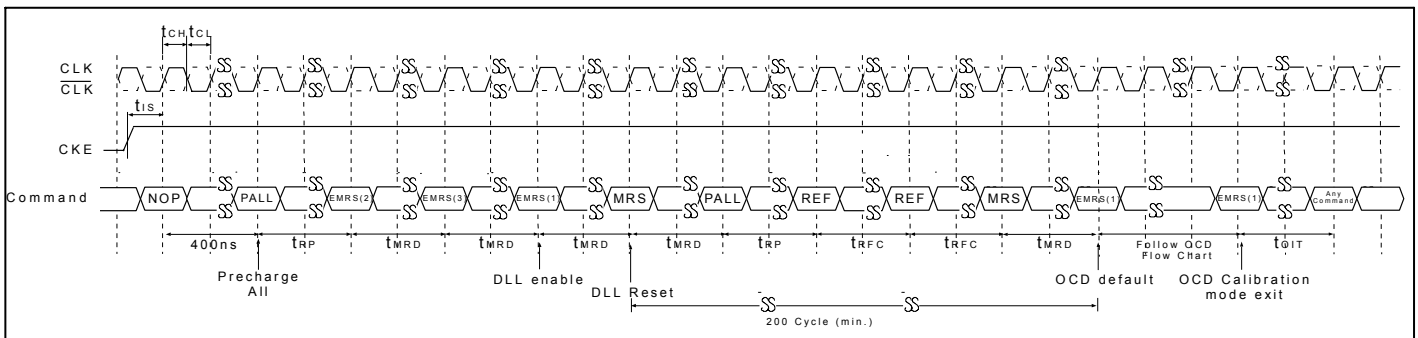 tCH tCL
CLK
CLK
tIS
CKE
Command NOP PALL EMRS(2) EMRS(3) EMRS(1) MRS PALL REF REF MRS EMRS(1) EMRS(1) Any Command
400ns tRP tMRD tMRD tMRD tMRD tRP tRFC tRFC tMRD Follow OCD Flow Chart tOIT
Precharge All
DLL enable
DLL Reset
OCD default
OCD Calibration mode exit
200 Cycle (min.)